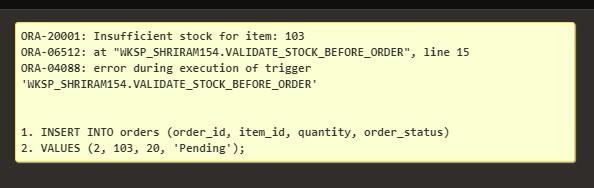 ORA-20001: Insufficient stock for item: 103
ORA-06512: at "WKSP_SHRIRAM154.VALIDATE_STOCK_BEFORE_ORDER", line 15
ORA-04088: error during execution of trigger
'WKSP_SHRIRAM154.VALIDATE_STOCK_BEFORE_ORDER'
1. INSERT INTO orders (order_id, item_id, quantity, order_status)
2. VALUES (2, 103, 20, 'Pending');